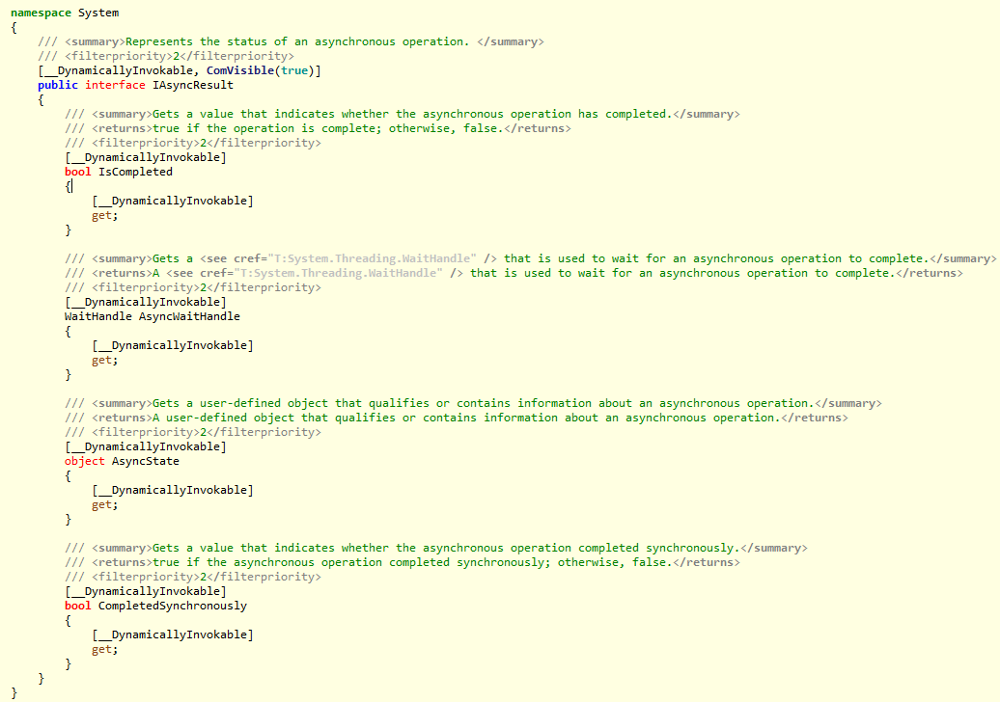 namespace System
{
    /// <summary>Represents the status of an asynchronous operation. </summary>
    /// <filterpriority>2</filterpriority>
    [__DynamicallyInvokable, ComVisible(true)]
    public interface IAsyncResult
    {
        /// <summary>Gets a value that indicates whether the asynchronous operation has completed.</summary>
        /// <returns>true if the operation is complete; otherwise, false.</returns>
        /// <filterpriority>2</filterpriority>
        [__DynamicallyInvokable]
        bool IsCompleted
        {
            [__DynamicallyInvokable]
            get;
        }

        /// <summary>Gets a <see cref="T:System.Threading.WaitHandle" /> that is used to wait for an asynchronous operation to complete.</summary>
        /// <returns>A <see cref="T:System.Threading.WaitHandle" /> that is used to wait for an asynchronous operation to complete.</returns>
        /// <filterpriority>2</filterpriority>
        [__DynamicallyInvokable]
        WaitHandle AsyncWaitHandle
        {
            [__DynamicallyInvokable]
            get;
        }

        /// <summary>Gets a user-defined object that qualifies or contains information about an asynchronous operation.</summary>
        /// <returns>A user-defined object that qualifies or contains information about an asynchronous operation.</returns>
        /// <filterpriority>2</filterpriority>
        [__DynamicallyInvokable]
        object AsyncState
        {
            [__DynamicallyInvokable]
            get;
        }

        /// <summary>Gets a value that indicates whether the asynchronous operation completed synchronously.</summary>
        /// <returns>true if the asynchronous operation completed synchronously; otherwise, false.</returns>
        /// <filterpriority>2</filterpriority>
        [__DynamicallyInvokable]
        bool CompletedSynchronously
        {
            [__DynamicallyInvokable]
            get;
        }
    }
}